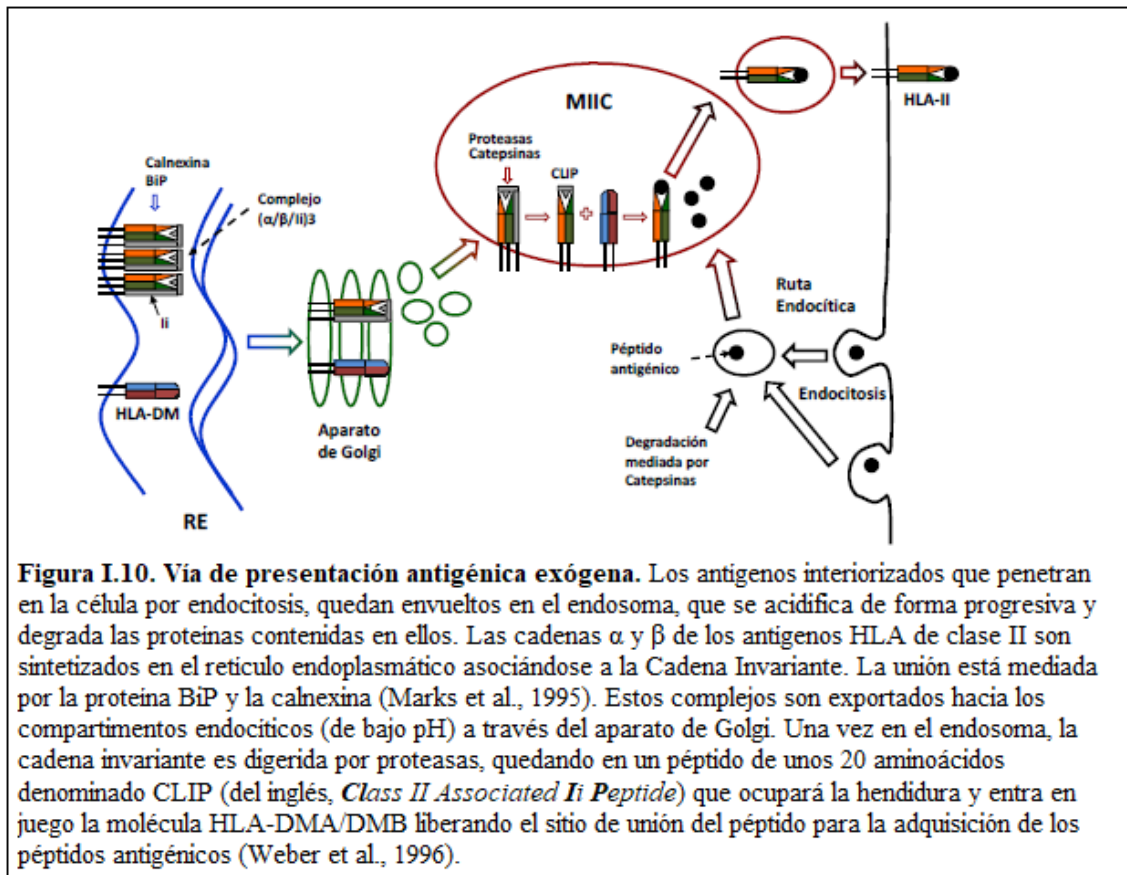 MIIC
HLA-II
Proteasas
Catepsinas
CLIP
Calnexina
BiP
Complejo
(α/β/Ii)3
Ii
HLA-DM
RE
Aparato
de Golgi
Ruta
Endocítica
Péptido
antigénico
Endocitosis
Degradación
mediada por
Catepsinas
Figura I.10. Vía de presentación antigénica exógena. Los antígenos interiorizados que penetran
en la célula por endocitosis, quedan envueltos en el endosoma, que se acidifica de forma progresiva y
degrada las proteínas contenidas en ellos. Las cadenas α y β de los antígenos HLA de clase II son
sintetizados en el retículo endoplasmático asociándose a la Cadena Invariante. La unión está mediada
por la proteína BiP y la calnexina (Marks et al., 1995). Estos complejos son exportados hacia los
compartimentos endocíticos (de bajo pH) a través del aparato de Golgi. Una vez en el endosoma, la
cadena invariante es digerida por proteasas, quedando en un péptido de unos 20 aminoácidos
denominado CLIP (del inglés, Class II Associated Ii Peptide) que ocupará la hendidura y entra en
juego la molécula HLA-DMA/DMB liberando el sitio de unión del péptido para la adquisición de los
péptidos antigénicos (Weber et al., 1996).